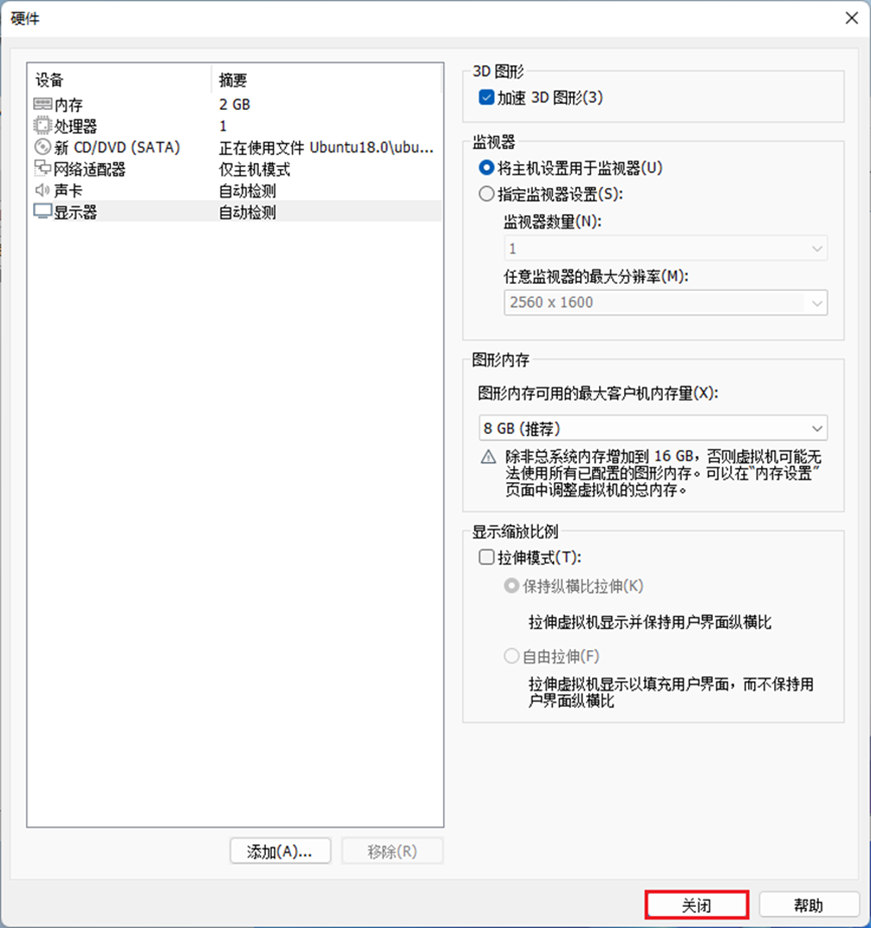 硬件
设备 摘要
内存 2 GB
处理器 1
新 CD/DVD (SATA) 正在使用文件 Ubuntu18.0\ubu...
网络适配器 仅主机模式
声卡 自动检测
显示器 自动检测
添加(A)... 移除(R)
3D 图形
加速 3D 图形(3)
监视器
将主机设置用于监视器(U)
指定监视器设置(S):
监视器数量(N):
1
任意监视器的最大分辨率(M):
2560 x 1600
图形内存
图形内存可用的最大客户机内存量(X):
8 GB (推荐)
除非总系统内存增加到 16 GB，否则虚拟机可能无
法使用所有已配置的图形内存。可以在“内存设置”
页面中调整虚拟机的总内存。
显示缩放比例
拉伸模式(T):
保持纵横比拉伸(K)
拉伸虚拟机显示并保持用户界面纵横比
自由拉伸(F)
拉伸虚拟机显示以填充用户界面，而不保持用
户界面纵横比
关闭 帮助